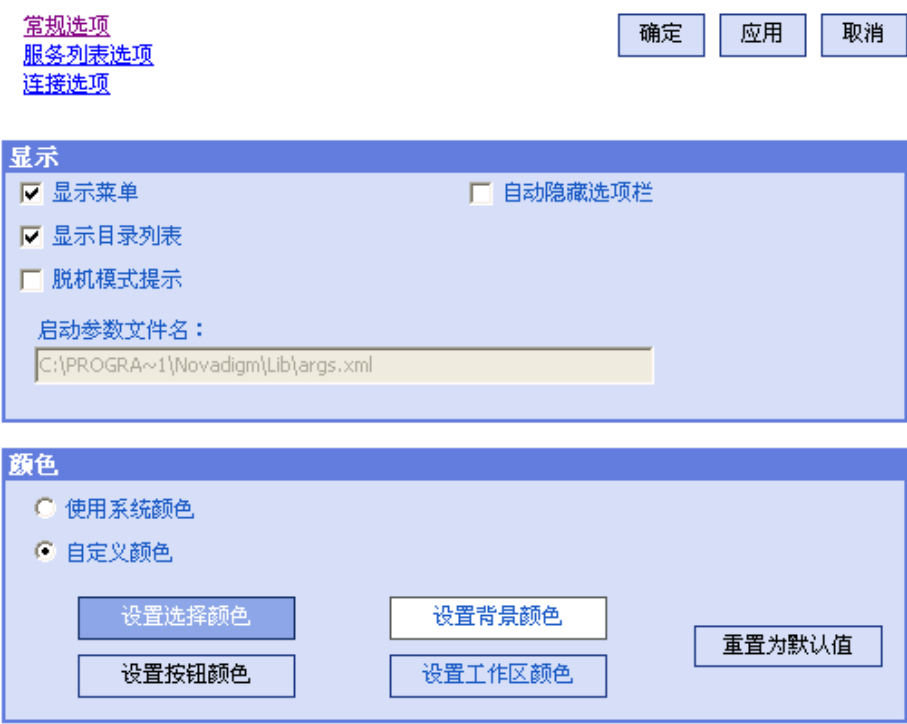 常规选项
服务列表选项
连接选项
确定 应用 取消
显示
显示菜单 自动隐藏选项栏
显示目录列表
脱机模式提示
启动参数文件名：
C:\PROGRA~1\Novadigm\Lib\args.xml
颜色
使用系统颜色
自定义颜色
设置选择颜色 设置背景颜色
重置为默认值
设置按钮颜色 设置工作区颜色